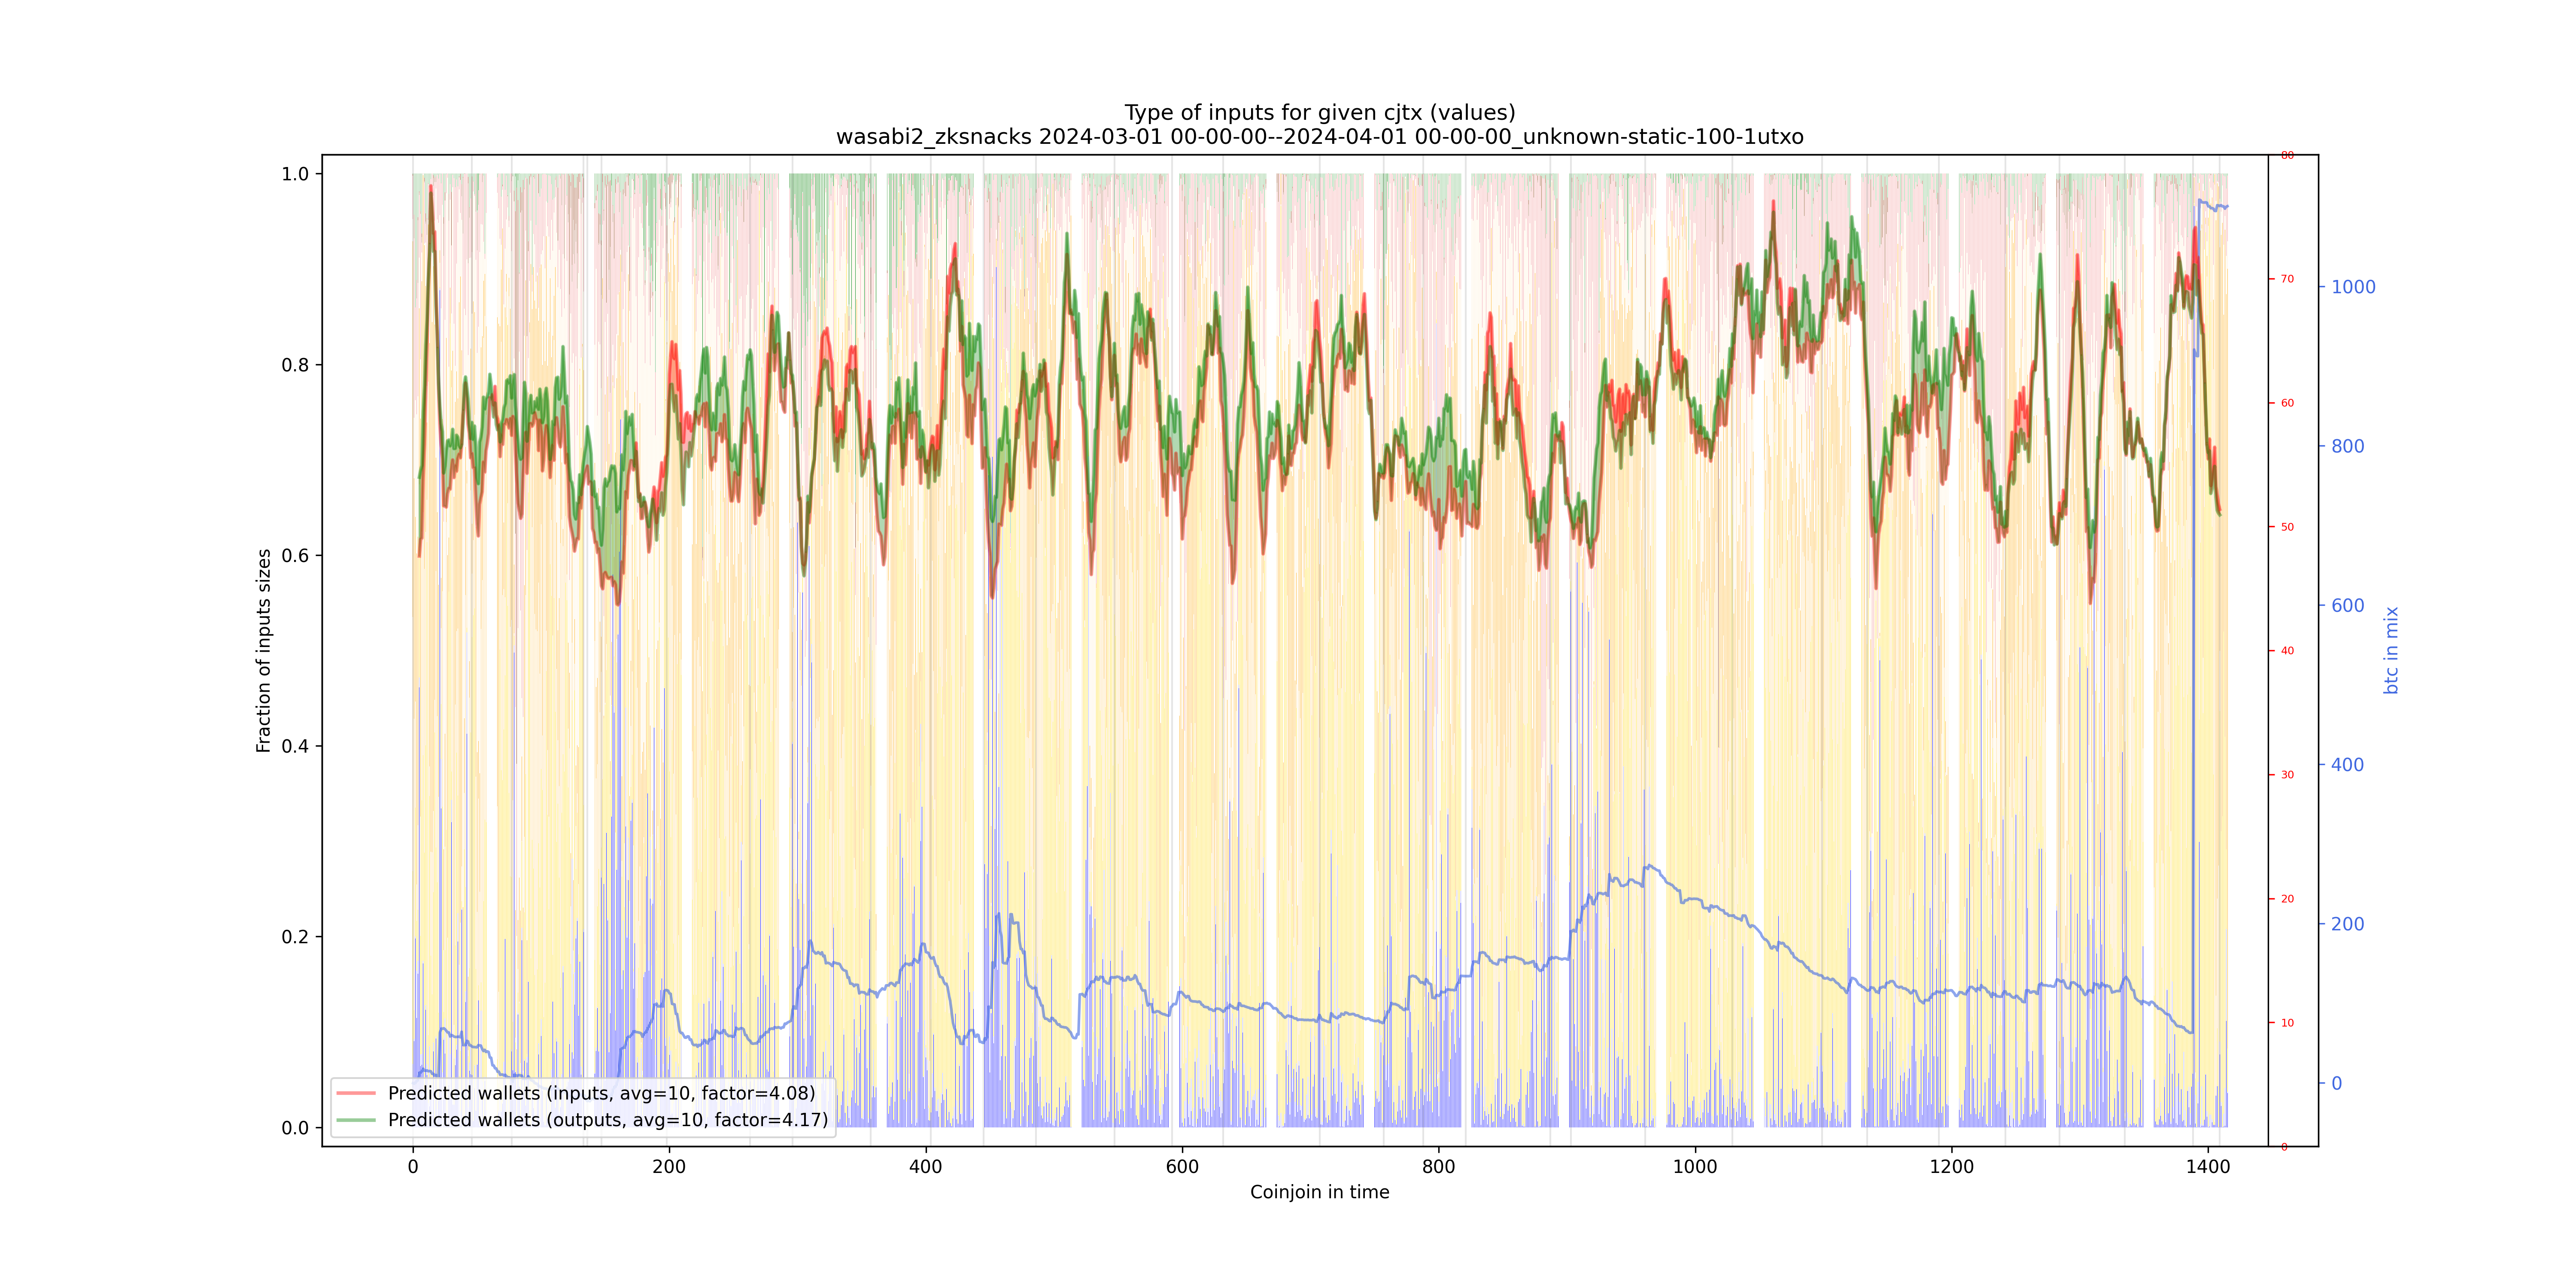 Type of inputs for given cjtx (values)
wasabi2_zksnacks 2024-03-01 00-00-00--2024-04-01 00-00-00_unknown-static-100-1utxo
Fraction of inputs sizes
1.0
0.8
0.6
0.4
0.2
0.0
Predicted wallets (inputs, avg=10, factor=4.08)
Predicted wallets (outputs, avg=10, factor=4.17)
0 200 400 600 800 1000 1200 1400
Coinjoin in time
80
70
60
50
40
30
20
10
0
1000
800
600
400
200
0
btc in mix